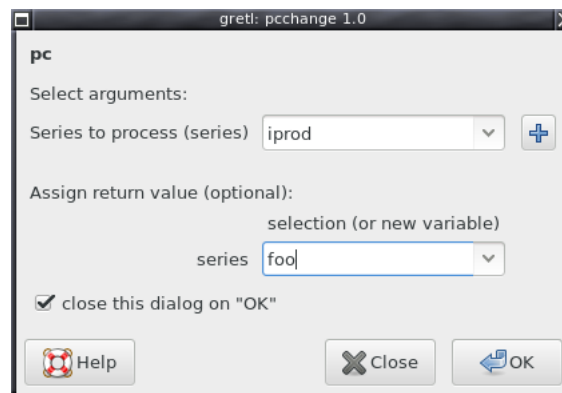 gretl: pcchange 1.0
pc
Select arguments:
Series to process (series) iprod
Assign return value (optional):
selection (or new variable)
series foo
close this dialog on "OK"
Help Close OK